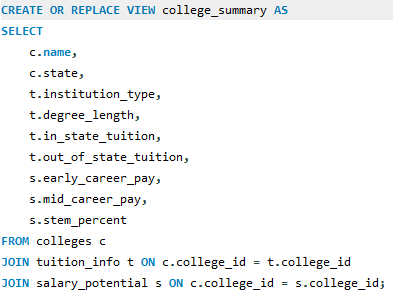 CREATE OR REPLACE VIEW college_summary AS
SELECT
    c.name,
    c.state,
    t.institution_type,
    t.degree_length,
    t.in_state_tuition,
    t.out_of_state_tuition,
    s.early_career_pay,
    s.mid_career_pay,
    s.stem_percent
FROM colleges c
JOIN tuition_info t ON c.college_id = t.college_id
JOIN salary_potential s ON c.college_id = s.college_id;